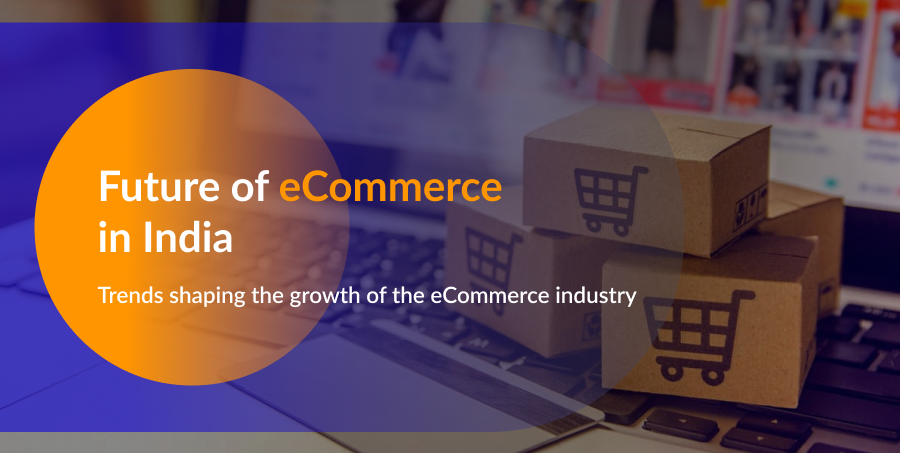 Future of eCommerce
in India
Trends shaping the growth of the eCommerce industry